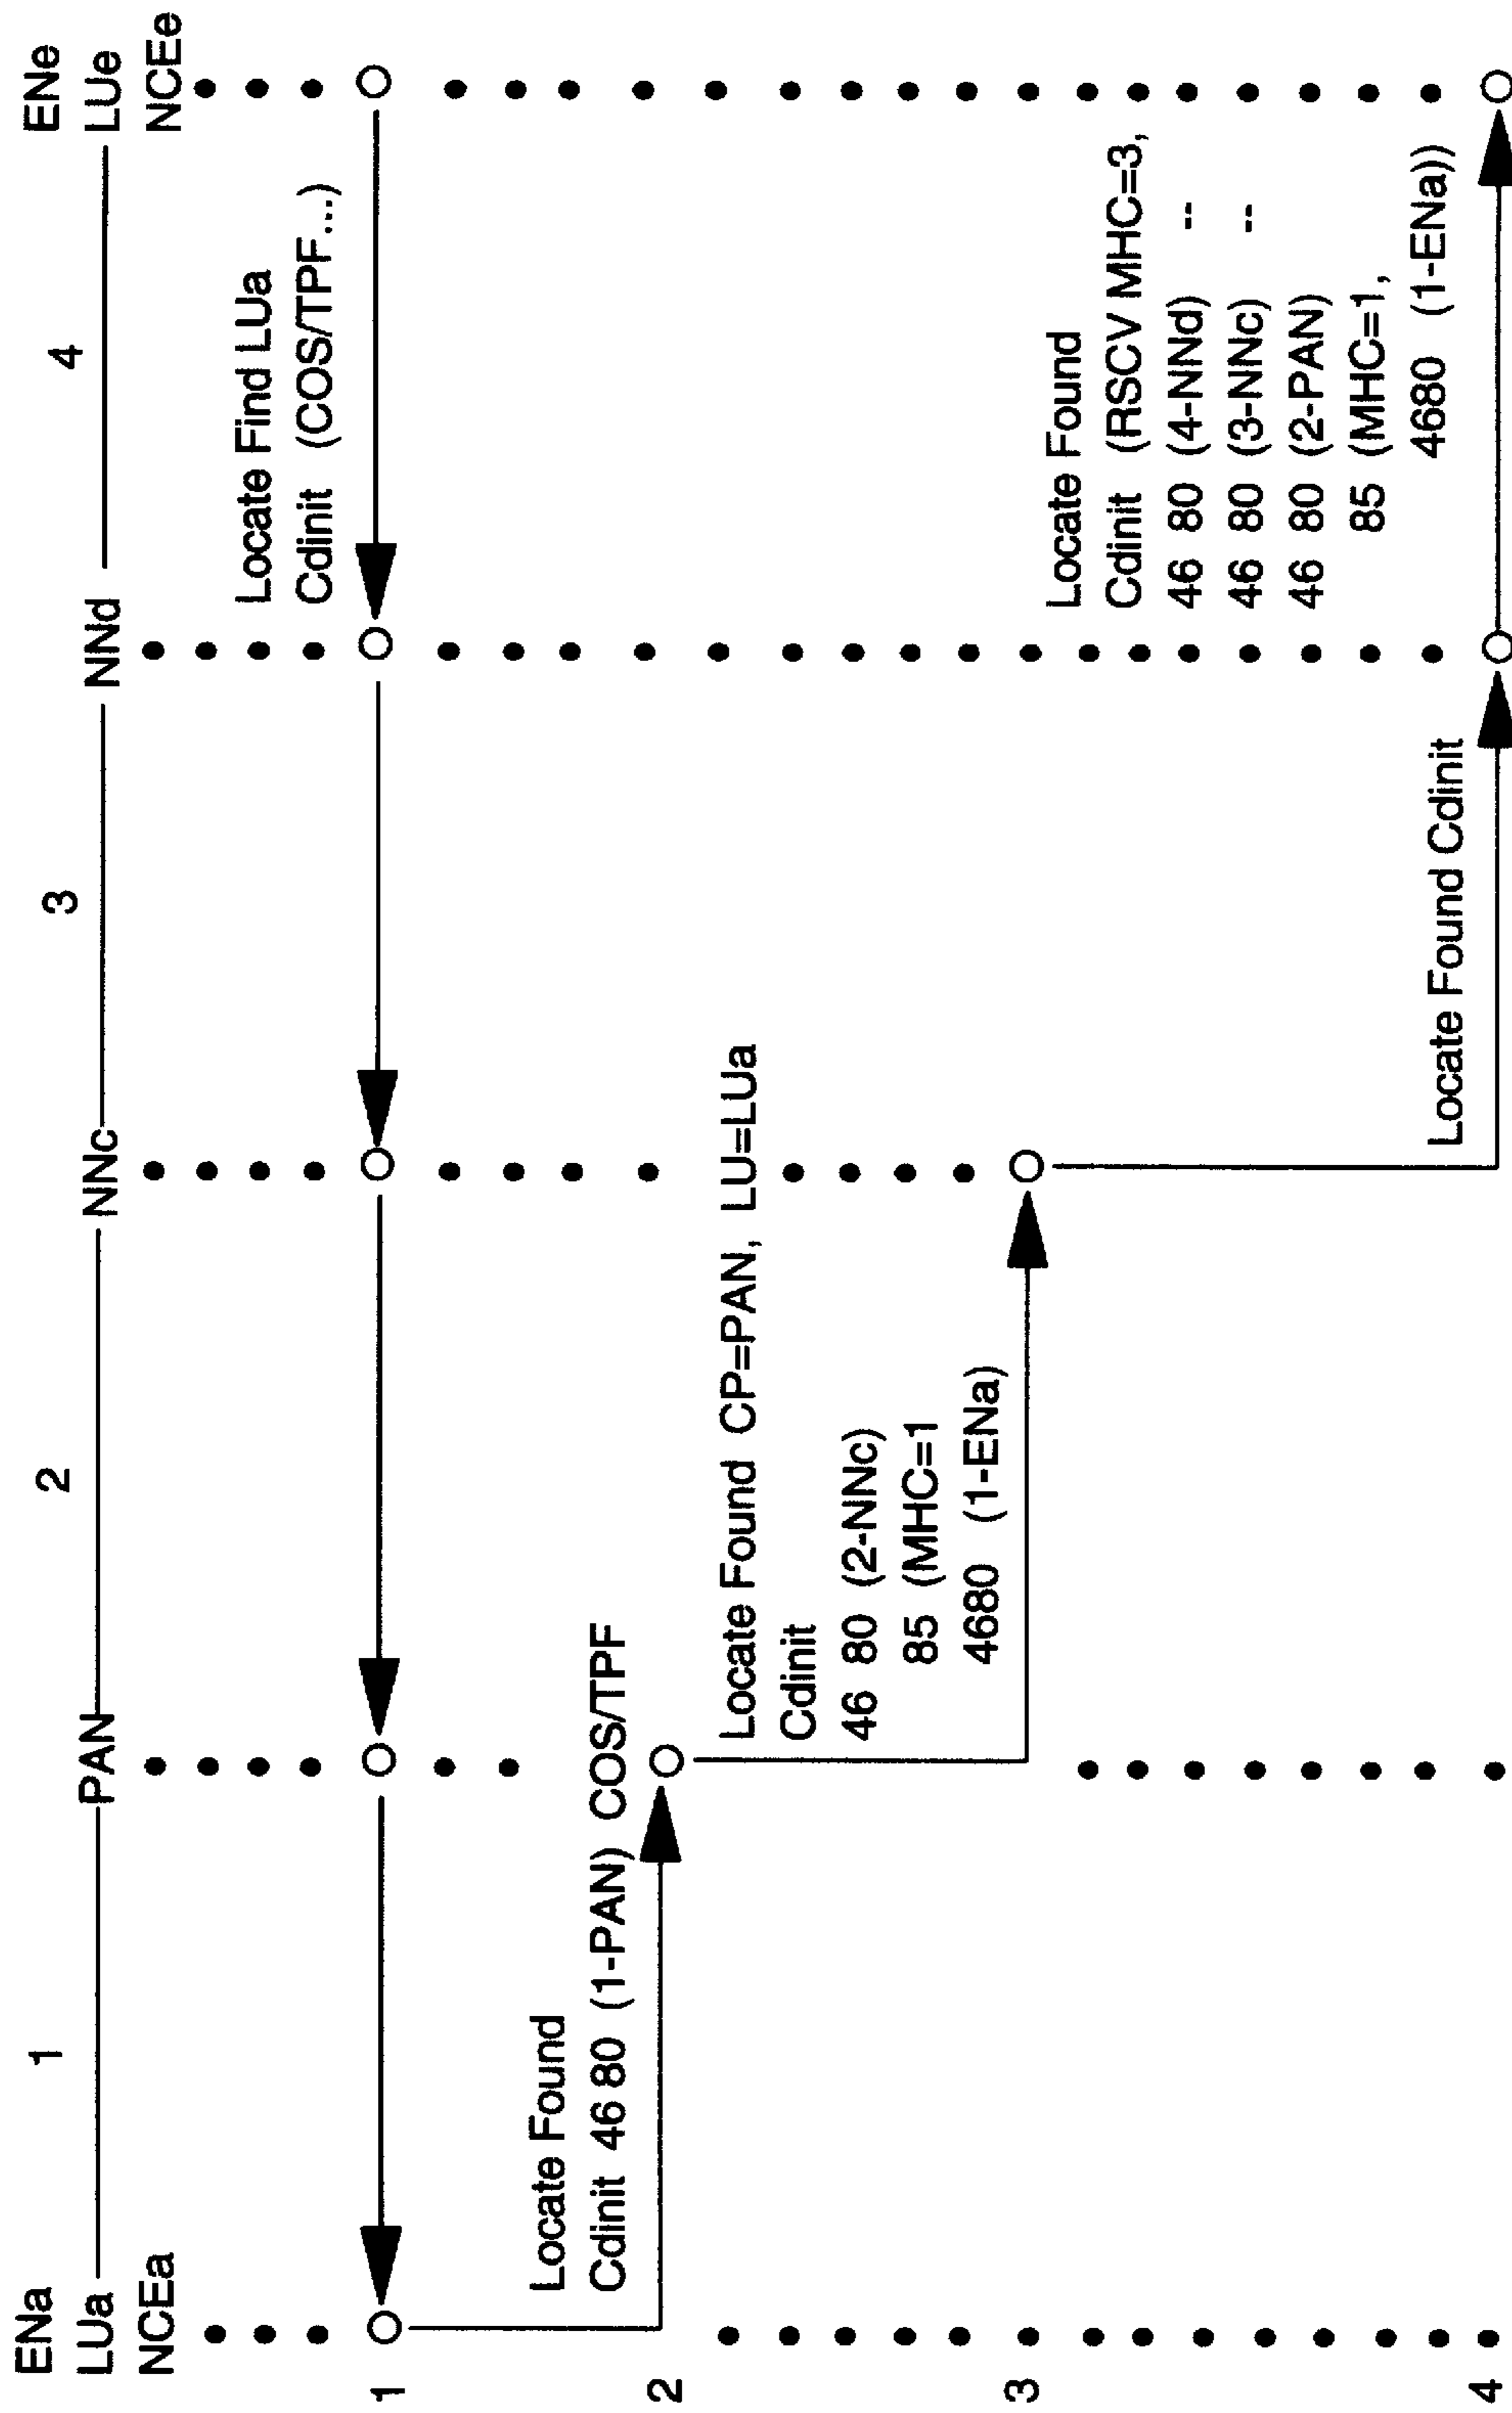 ENa
LUa
NCEa
1
PAN
2
NNc
3
NNd
4
ENe
LUe
NCEe
1
Locate Find LUa
Cdinit (COS/TPF...)
Locate Found
Cdinit 46 80 (1-PAN) COS/TPF
2
Locate Found CP=PAN, LU=LUa
Cdinit
46 80 (2-NNc)
85 (MHC=1
4680 (1-ENa)
3
Locate Found
Cdinit (RSCV MHC=3,
46 80 (4-NNd) --
46 80 (3-NNc) --
46 80 (2-PAN)
85 (MHC=1,
4680 (1-ENa))
Locate Found Cdinit
4